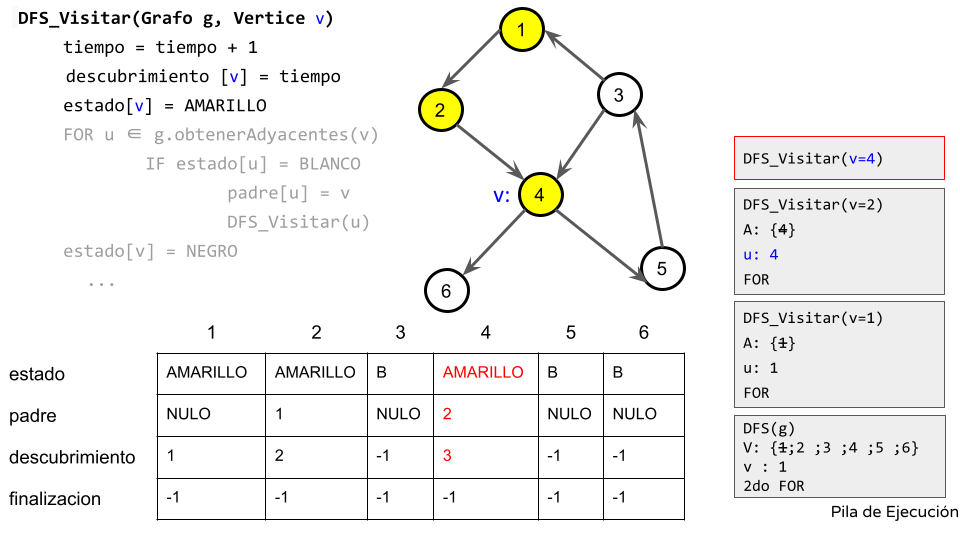 DFS_Visitar(Grafo g, Vertice v)
tiempo = tiempo + 1
descubrimiento [v] = tiempo
estado[v] = AMARILLO
FOR u ∈ g.obtenerAdyacentes(v)
IF estado[u] = BLANCO
padre[u] = v
DFS_Visitar(u)
estado[v] = NEGRO
...
1
2
3
v: 4
5
6
DFS_Visitar(v=4)
DFS_Visitar(v=2)
A: {4}
u: 4
FOR
DFS_Visitar(v=1)
A: {1}
u: 1
FOR
DFS(g)
V: {1;2 ;3 ;4 ;5 ;6}
v : 1
2do FOR
Pila de Ejecución
1 2 3 4 5 6
estado AMARILLO AMARILLO B AMARILLO B B
padre NULO 1 NULO 2 NULO NULO
descubrimiento 1 2 -1 3 -1 -1
finalizacion -1 -1 -1 -1 -1 -1